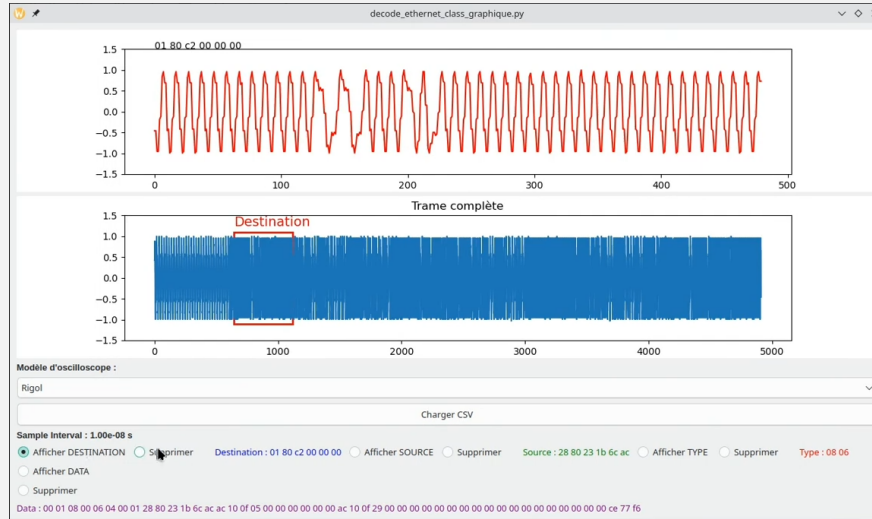 decode_ethernet_class_graphique.py
01 80 c2 00 00 00
1.5
1.0
0.5
0.0
−0.5
−1.0
−1.5
0 100 200 300 400 500
Trame complète
Destination
1.5
1.0
0.5
0.0
−0.5
−1.0
−1.5
0 1000 2000 3000 4000 5000
Modèle d'oscilloscope :
Rigol
Charger CSV
Sample Interval : 1.00e-08 s
Afficher DESTINATION Supprimer Destination : 01 80 c2 00 00 00 Afficher SOURCE Supprimer Source : 28 80 23 1b 6c ac Afficher TYPE Supprimer Type : 08 06
Afficher DATA
Supprimer
Data : 00 01 08 00 06 04 00 01 28 80 23 1b 6c ac ac 10 0f 05 00 00 00 00 00 00 ac 10 0f 29 00 00 00 00 00 00 00 00 00 00 00 00 00 00 00 00 00 00 ce 77 f6